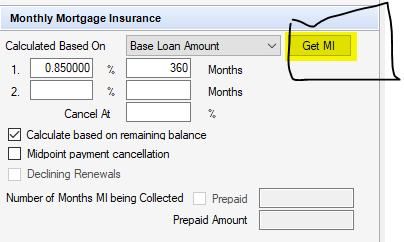 Monthly Mortgage Insurance
Calculated Based On Base Loan Amount Get MI
1. 0.850000 % 360 Months
2. % Months
Cancel At %
Calculate based on remaining balance
Midpoint payment cancellation
Declining Renewals
Number of Months MI being Collected Prepaid
Prepaid Amount